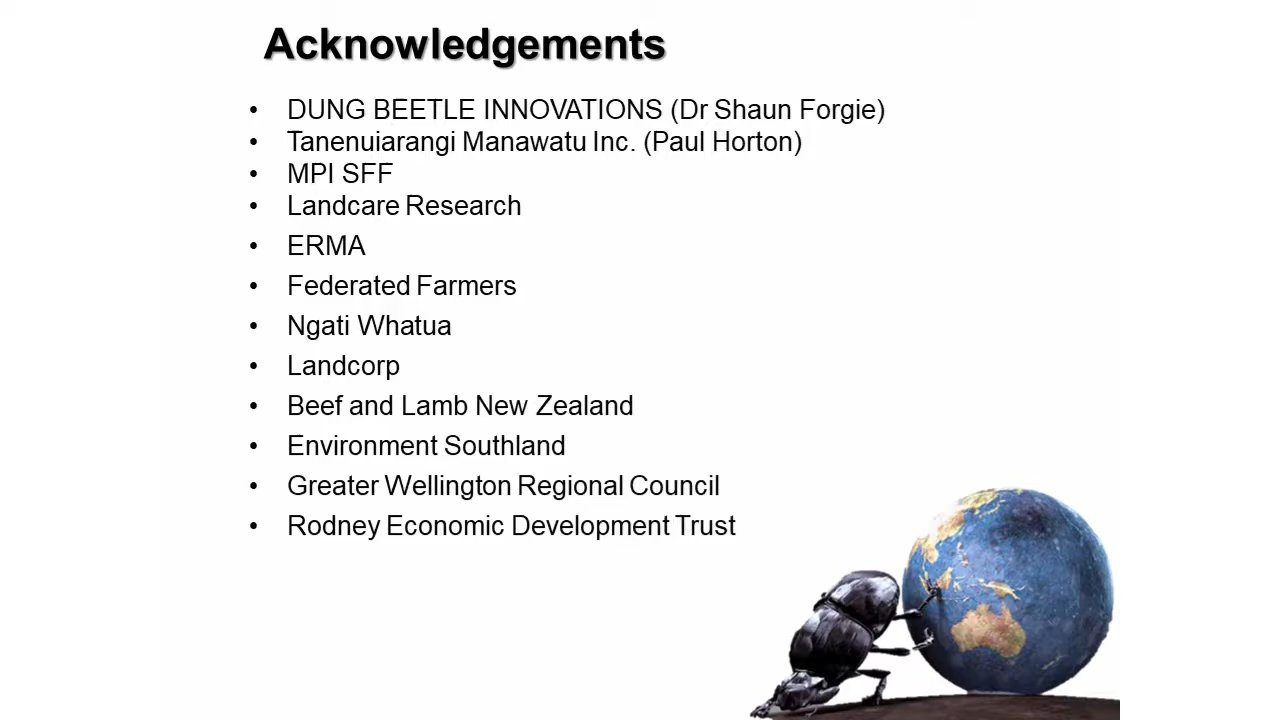 Acknowledgements
• DUNG BEETLE INNOVATIONS (Dr Shaun Forgie)
• Tanenuiarangi Manawatu Inc. (Paul Horton)
• MPI SFF
• Landcare Research
• ERMA
• Federated Farmers
• Ngati Whatua
• Landcorp
• Beef and Lamb New Zealand
• Environment Southland
• Greater Wellington Regional Council
• Rodney Economic Development Trust